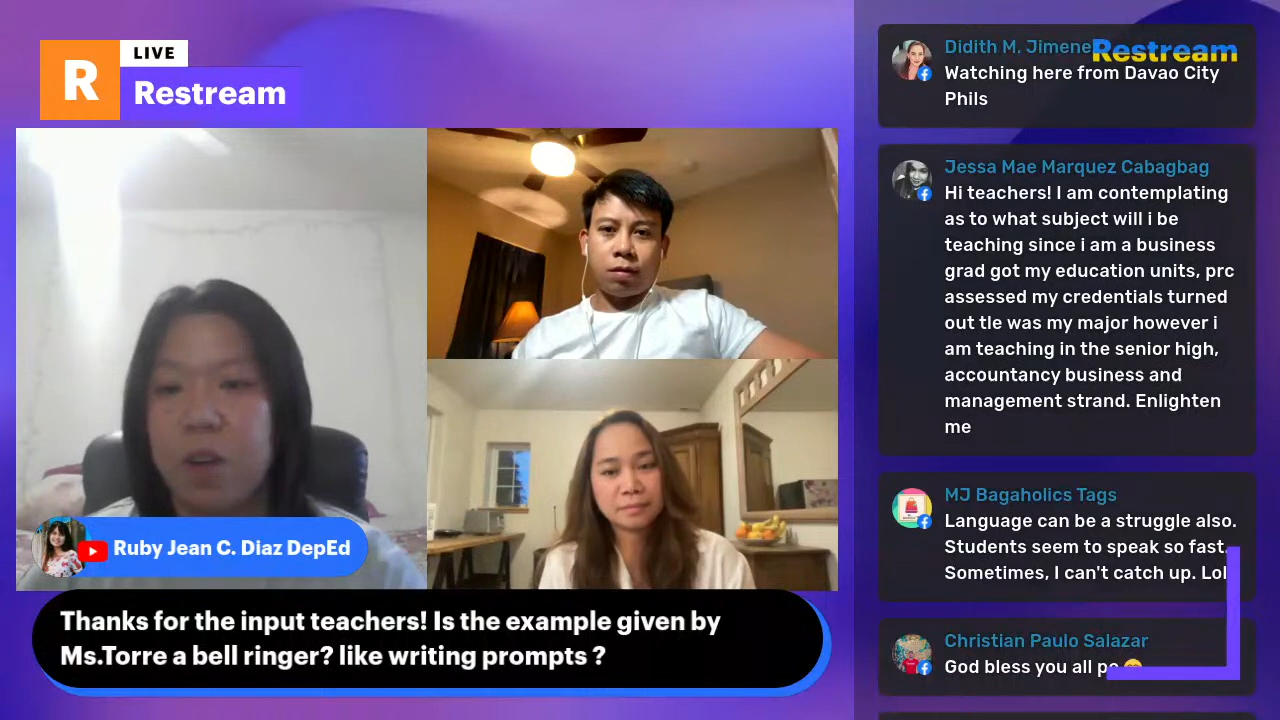 R
LIVE
Restream
Ruby Jean C. Diaz DepEd
Thanks for the input teachers! Is the example given by
Ms.Torre a bell ringer? like writing prompts ?
Didith M. Jimene
Restream
Watching here from Davao City
Phils
Jessa Mae Marquez Cabagbag
Hi teachers! I am contemplating
as to what subject will i be
teaching since i am a business
grad got my education units, prc
assessed my credentials turned
out tle was my major however i
am teaching in the senior high,
accountancy business and
management strand. Enlighten
me
MJ Bagaholics Tags
Language can be a struggle also.
Students seem to speak so fast.
Sometimes, I can't catch up. Lol
Christian Paulo Salazar
God bless you all po 😊